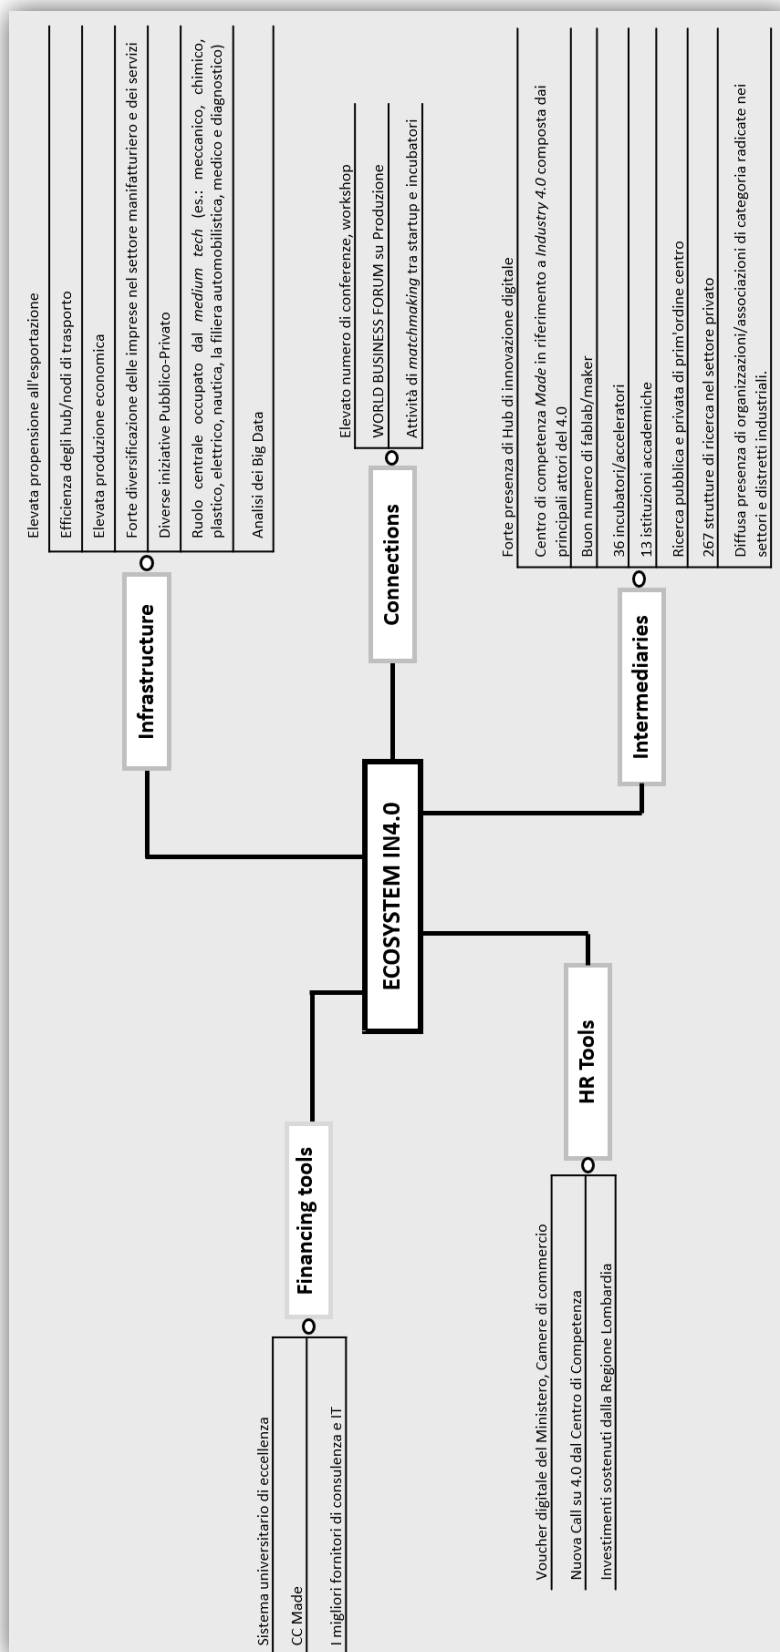 Elevata propensione all'esportazione
Efficienza degli hub/nodi di trasporto
Elevata produzione economica
Forte diversificazione delle imprese nel settore manifatturiero e dei servizi
Diverse iniziative Pubblico-Privato
Ruolo centrale occupato dal medium tech (es.: meccanico, chimico,
plastico, elettrico, nautica, la filiera automobilistica, medico e diagnostico)
Analisi dei Big Data
Infrastructure
Elevato numero di conferenze, workshop
WORLD BUSINESS FORUM su Produzione
Attività di matchmaking tra startup e incubatori
Connections
Forte presenza di Hub di innovazione digitale
Centro di competenza Made in riferimento a Industry 4.0 composta dai
principali attori del 4.0
Buon numero di fablab/maker
36 incubatori/acceleratori
13 istituzioni accademiche
Ricerca pubblica e privata di prim'ordine centro
267 strutture di ricerca nel settore privato
Diffusa presenza di organizzazioni/associazioni di categoria radicate nei
settori e distretti industriali.
Intermediaries
ECOSYSTEM IN4.0
Financing tools
Sistema universitario di eccellenza
CC Made
I migliori fornitori di consulenza e IT
HR Tools
Voucher digitale del Ministero, Camere di commercio
Nuova Call su 4.0 dal Centro di Competenza
Investimenti sostenuti dalla Regione Lombardia